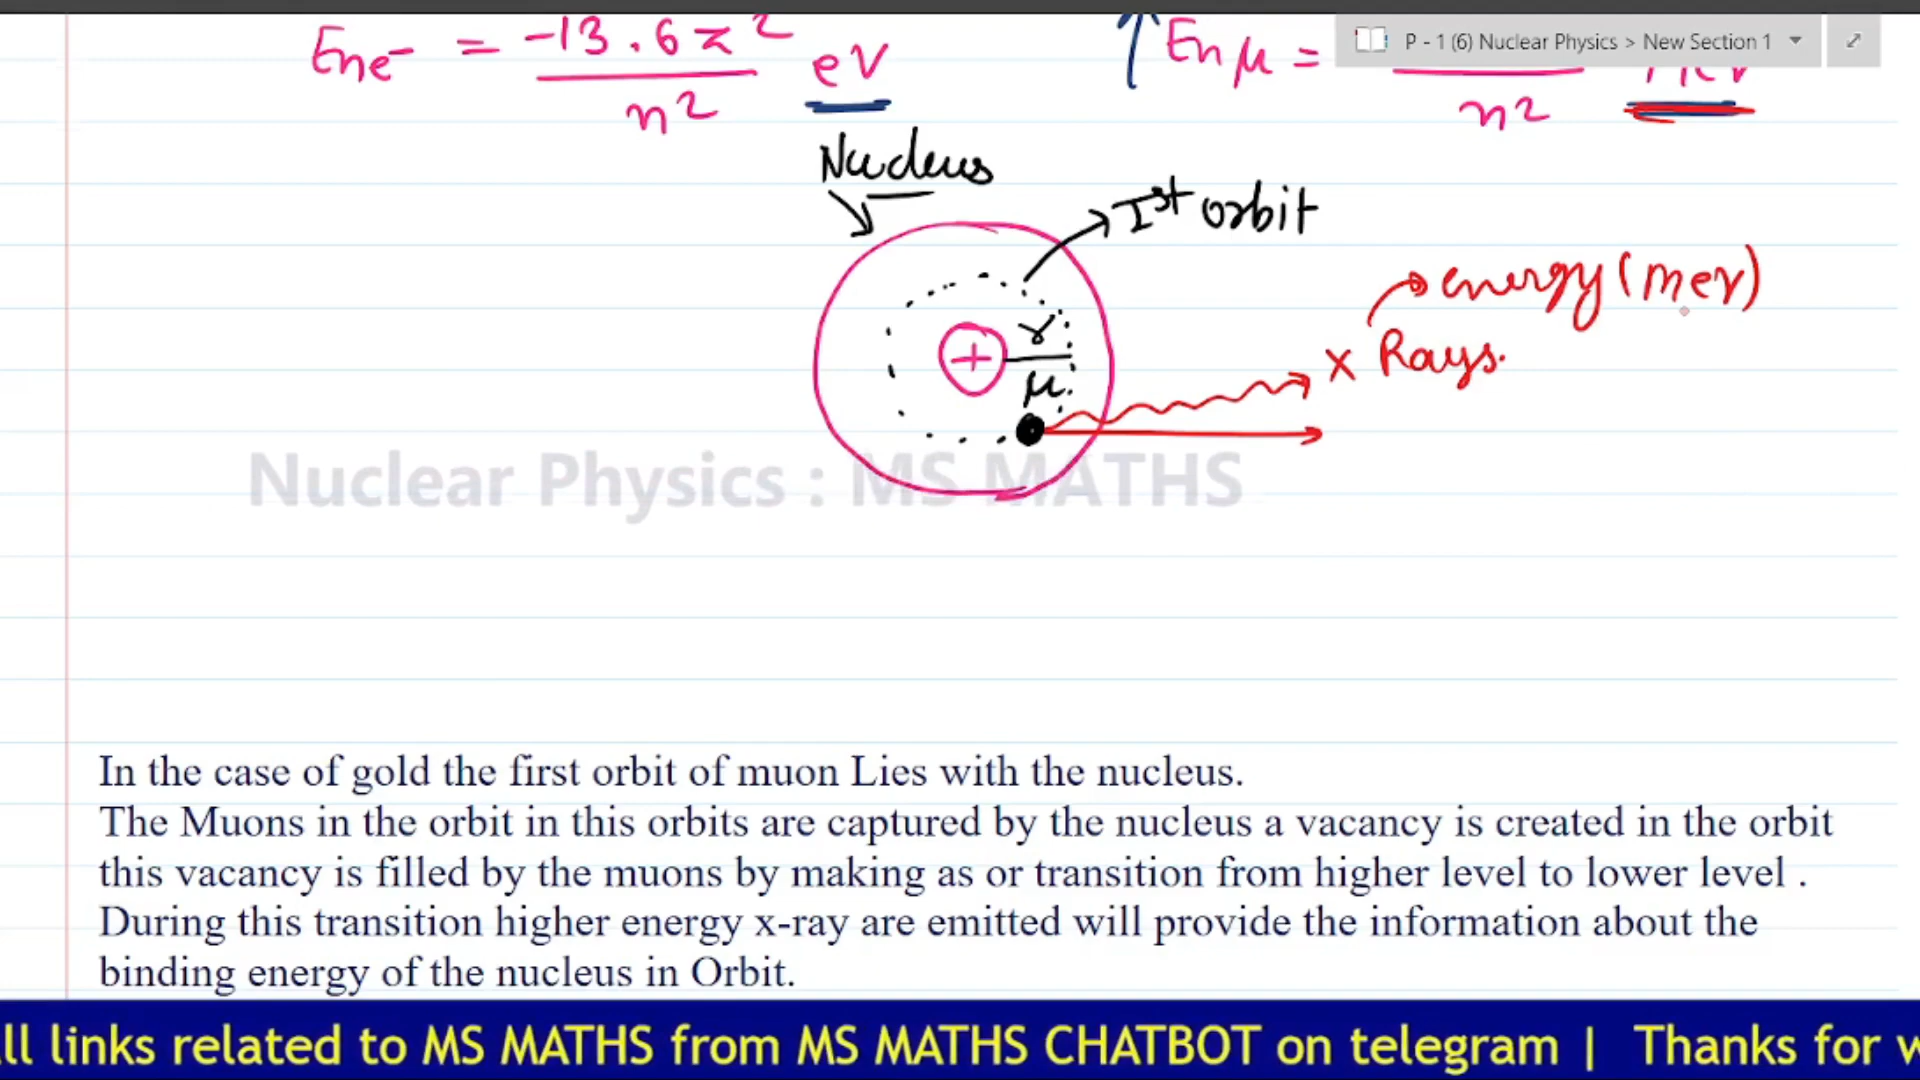 P - 1 (6) Nuclear Physics > New Section 1
Ene⁻ = -13.6 z² / n² eV
Enμ = / n² MeV
Nucleus
Iˢᵗ orbit
energy (mev)
X Rays.
+
r
μ
Nuclear Physics : MS MATHS
In the case of gold the first orbit of muon Lies with the nucleus.
The Muons in the orbit in this orbits are captured by the nucleus a vacancy is created in the orbit
this vacancy is filled by the muons by making as or transition from higher level to lower level .
During this transition higher energy x-ray are emitted will provide the information about the
binding energy of the nucleus in Orbit.
ll links related to MS MATHS from MS MATHS CHATBOT on telegram | Thanks for w